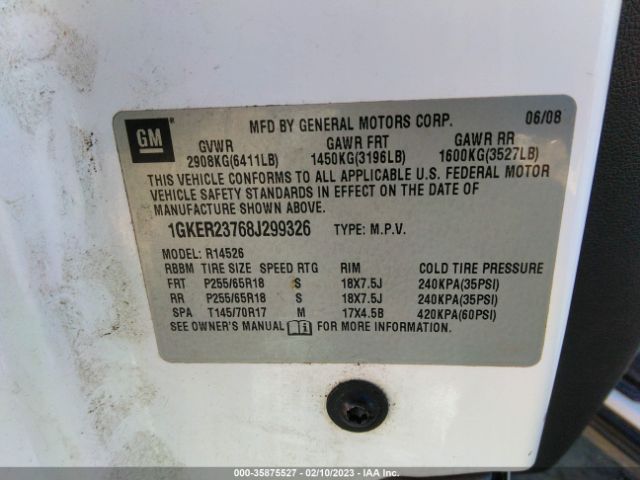 GM ®
MFD BY GENERAL MOTORS CORP. 06/08
GVWR GAWR FRT GAWR RR
2908KG(6411LB) 1450KG(3196LB) 1600KG(3527LB)
THIS VEHICLE CONFORMS TO ALL APPLICABLE U.S. FEDERAL MOTOR
VEHICLE SAFETY STANDARDS IN EFFECT ON THE DATE OF
MANUFACTURE SHOWN ABOVE.
1GKER23768J299326 TYPE: M.P.V.
MODEL: R14526
RBBM TIRE SIZE SPEED RTG RIM COLD TIRE PRESSURE
FRT P255/65R18 S 18X7.5J 240KPA(35PSI)
RR P255/65R18 S 18X7.5J 240KPA(35PSI)
SPA T145/70R17 M 17X4.5B 420KPA(60PSI)
SEE OWNER'S MANUAL FOR MORE INFORMATION.
000-35875527 - 02/10/2023 - IAA Inc.